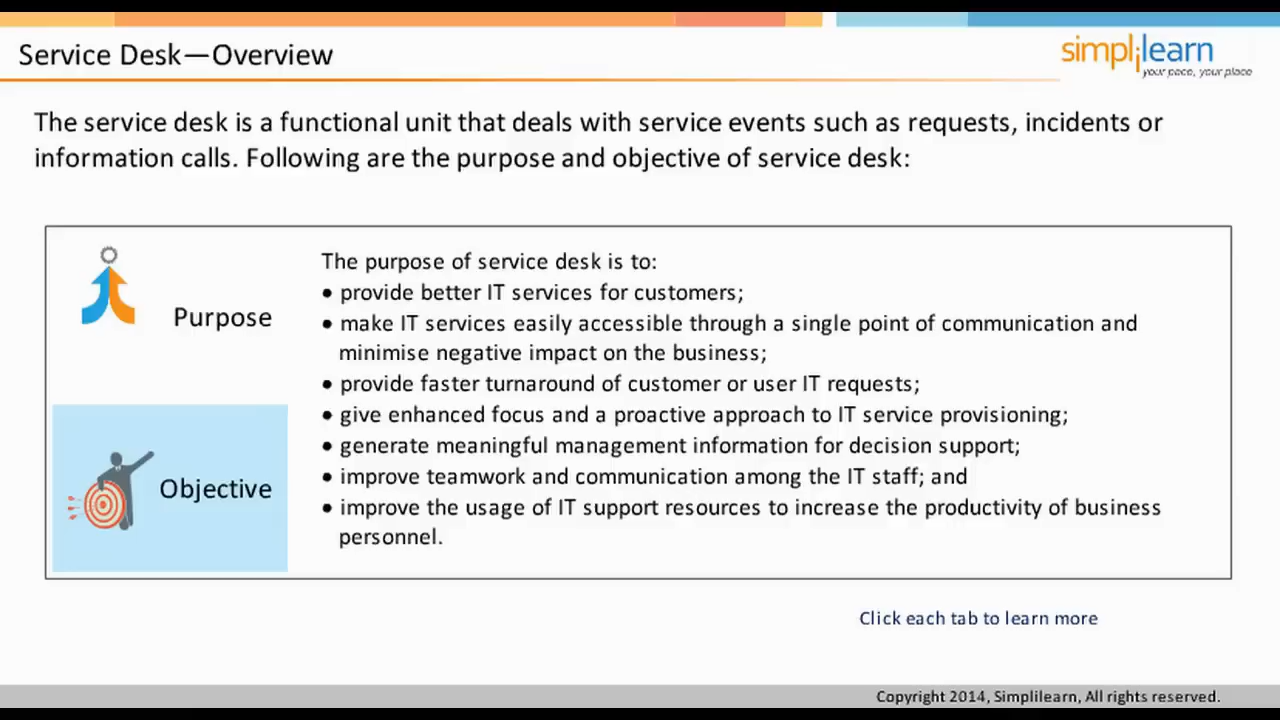 Service Desk—Overview
simplilearn
your pace, your place
The service desk is a functional unit that deals with service events such as requests, incidents or
information calls. Following are the purpose and objective of service desk:
Purpose
The purpose of service desk is to:
• provide better IT services for customers;
• make IT services easily accessible through a single point of communication and
minimise negative impact on the business;
• provide faster turnaround of customer or user IT requests;
• give enhanced focus and a proactive approach to IT service provisioning;
• generate meaningful management information for decision support;
• improve teamwork and communication among the IT staff; and
• improve the usage of IT support resources to increase the productivity of business
personnel.
Objective
Click each tab to learn more
Copyright 2014, Simplilearn, All rights reserved.